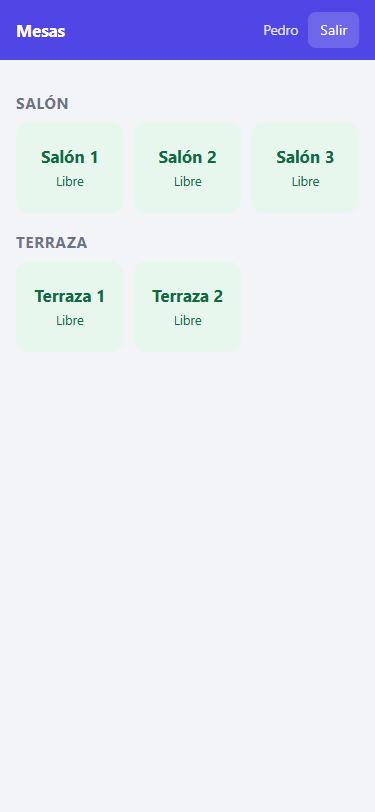 Mesas Pedro Salir
SALÓN
Salón 1 Salón 2 Salón 3
Libre Libre Libre
TERRAZA
Terraza 1 Terraza 2
Libre Libre